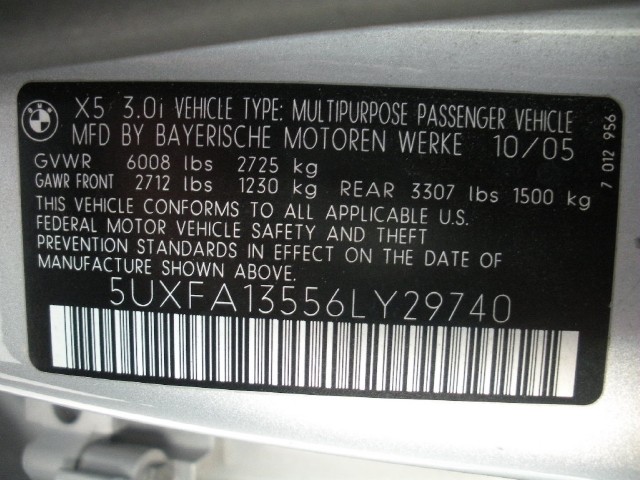 BMW
X5 3.0i VEHICLE TYPE: MULTIPURPOSE PASSENGER VEHICLE
MFD BY BAYERISCHE MOTOREN WERKE 10/05
GVWR 6008 lbs 2725 kg
GAWR FRONT 2712 lbs 1230 kg REAR 3307 lbs 1500 kg
THIS VEHICLE CONFORMS TO ALL APPLICABLE U.S.
FEDERAL MOTOR VEHICLE SAFETY AND THEFT
PREVENTION STANDARDS IN EFFECT ON THE DATE OF
MANUFACTURE SHOWN ABOVE.
5UXFA13556LY29740
7 012 956